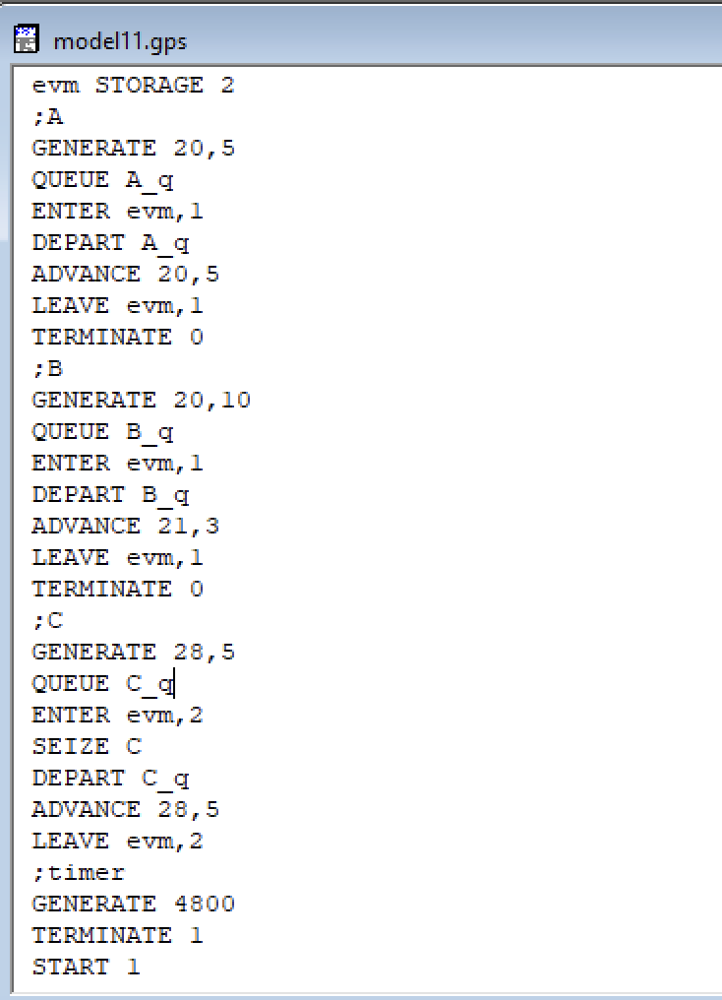 model11.gps
evm STORAGE 2
;A
GENERATE 20,5
QUEUE A_q
ENTER evm,1
DEPART A_q
ADVANCE 20,5
LEAVE evm,1
TERMINATE 0
;B
GENERATE 20,10
QUEUE B_q
ENTER evm,1
DEPART B_q
ADVANCE 21,3
LEAVE evm,1
TERMINATE 0
;C
GENERATE 28,5
QUEUE C_q
ENTER evm,2
SEIZE C
DEPART C_q
ADVANCE 28,5
LEAVE evm,2
;timer
GENERATE 4800
TERMINATE 1
START 1